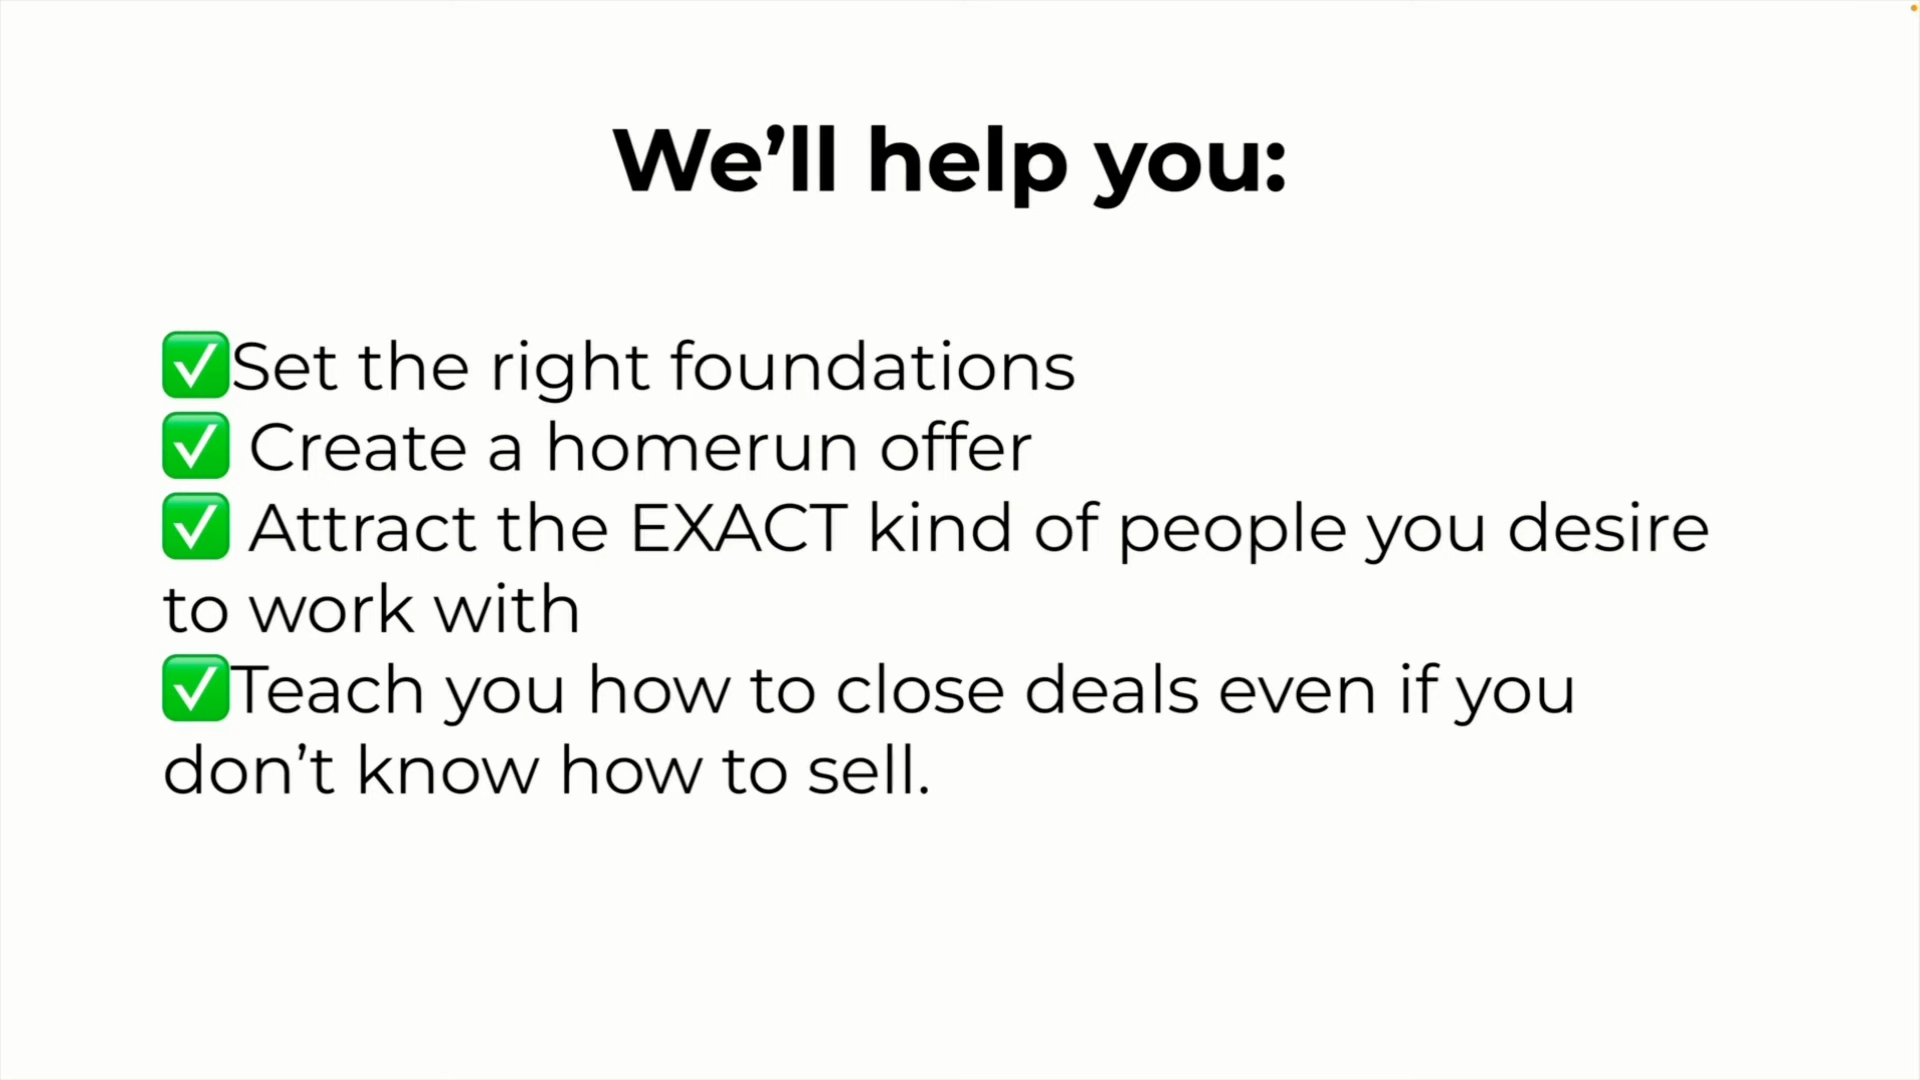 We’ll help you:
✅Set the right foundations
✅ Create a homerun offer
✅ Attract the EXACT kind of people you desire
to work with
✅Teach you how to close deals even if you
don’t know how to sell.